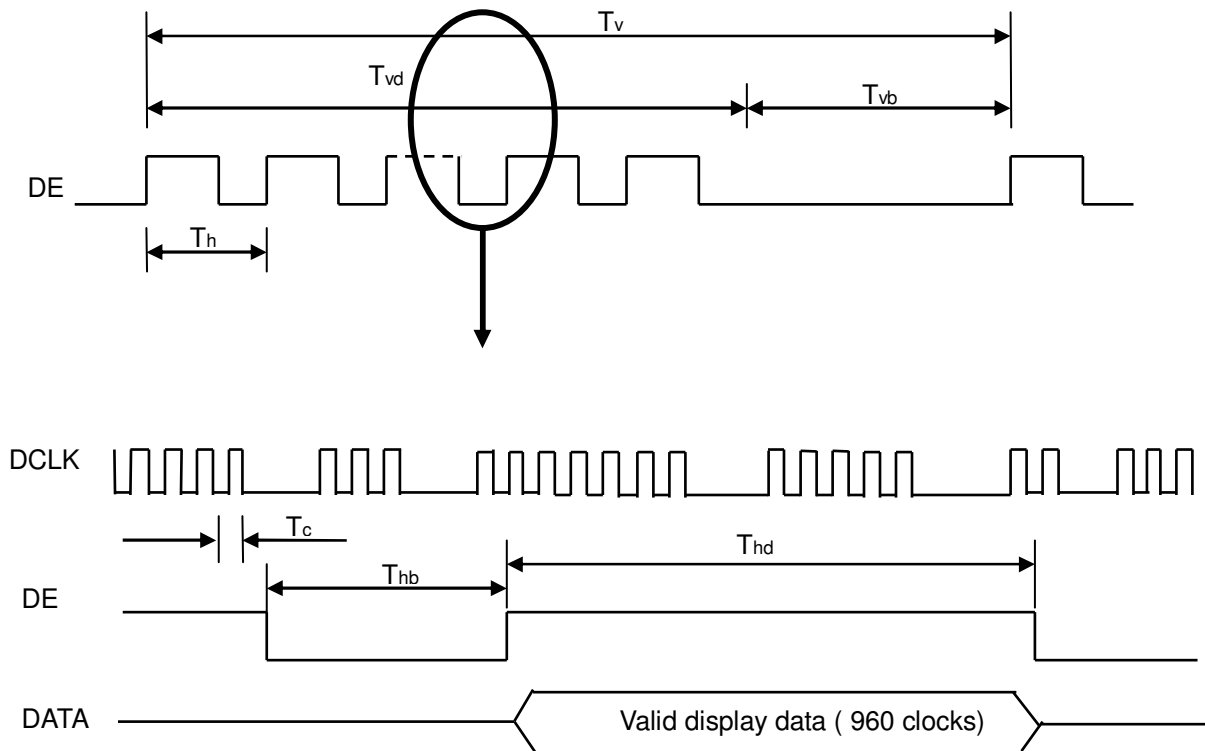 Tv
Tvd
Tvb
DE
Th
DCLK
Tc
Thd
Thb
DE
DATA
Valid display data ( 960 clocks)